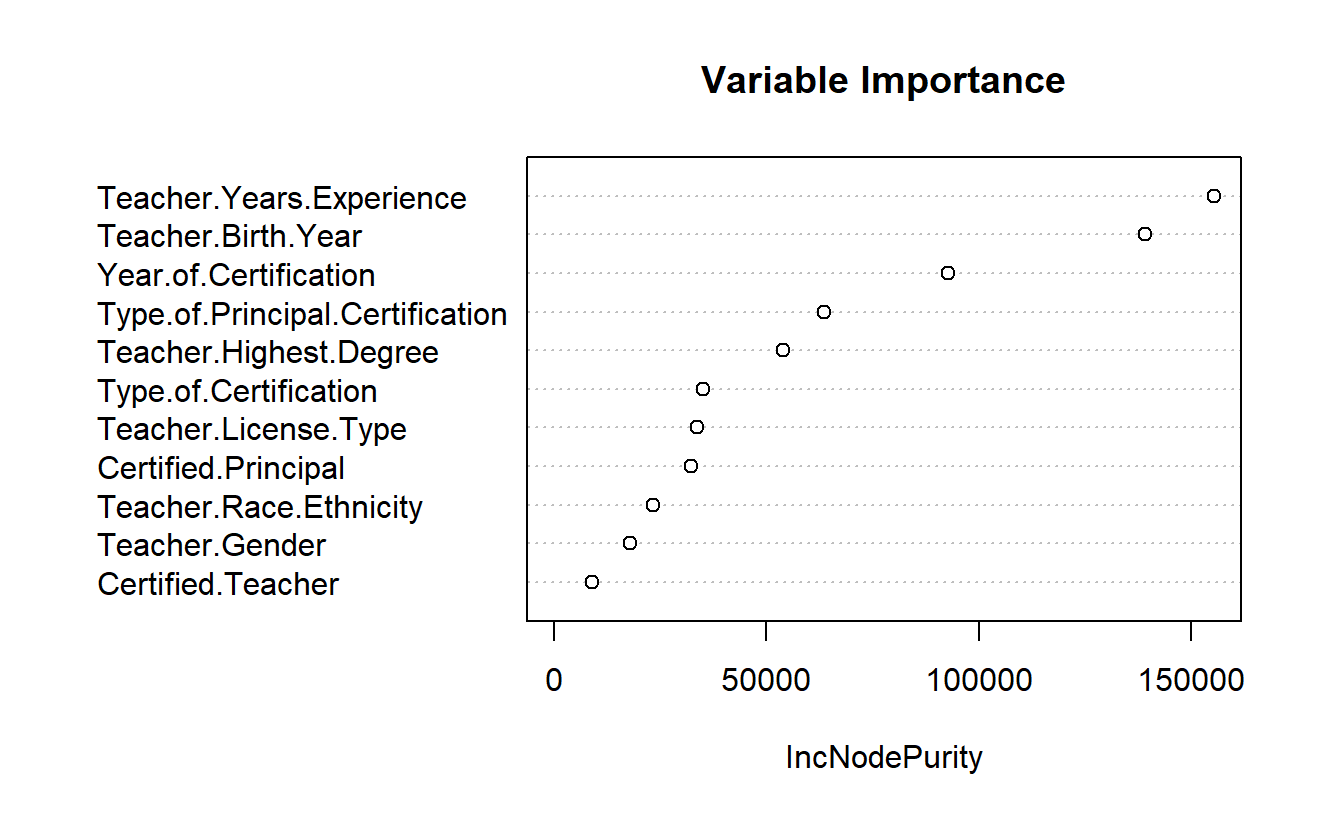 Variable Importance
Teacher.Years.Experience
Teacher.Birth.Year
Year.of.Certification
Type.of.Principal.Certification
Teacher.Highest.Degree
Type.of.Certification
Teacher.License.Type
Certified.Principal
Teacher.Race.Ethnicity
Teacher.Gender
Certified.Teacher
0 50000 100000 150000
IncNodePurity